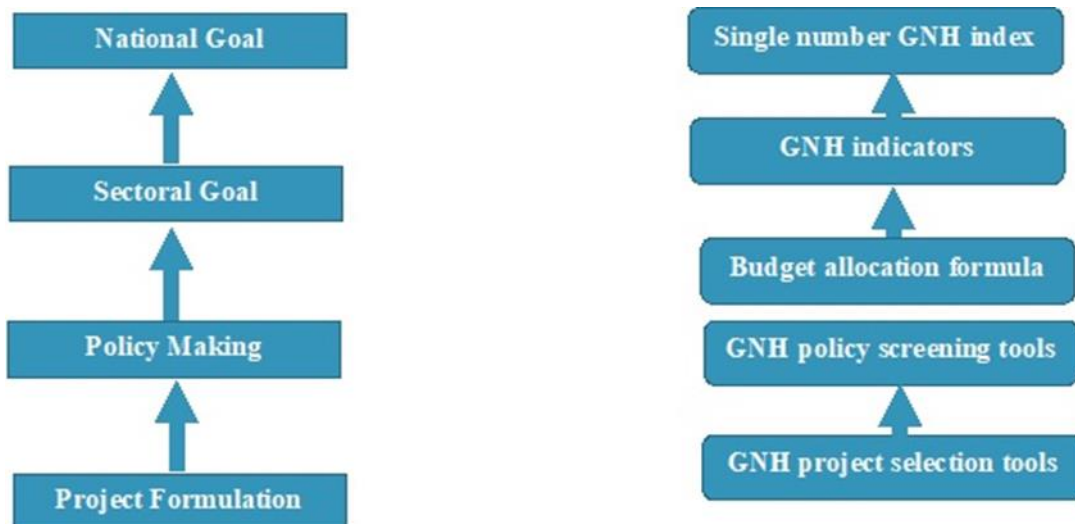 National Goal
Sectoral Goal
Policy Making
Project Formulation
Single number GNH index
GNH indicators
Budget allocation formula
GNH policy screening tools
GNH project selection tools